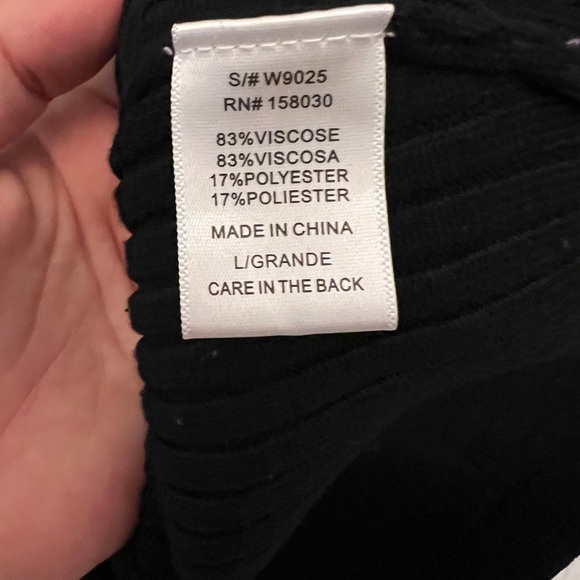 S/# W9025
RN# 158030
83%VISCOSE
83%VISCOSA
17%POLYESTER
17%POLIESTER
MADE IN CHINA
L/GRANDE
CARE IN THE BACK